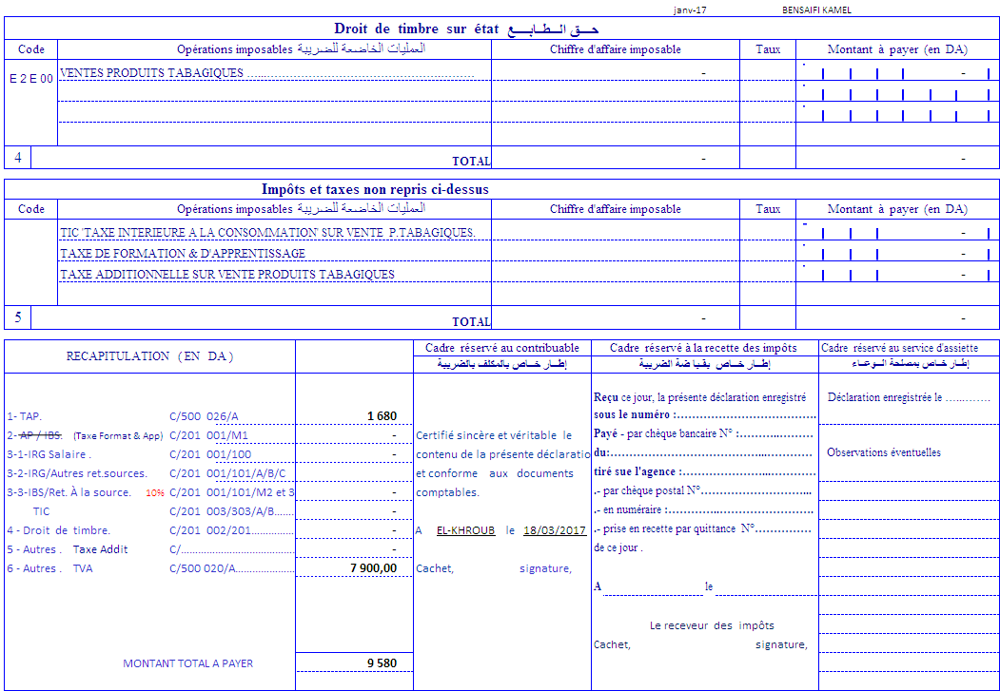 janv-17 BENSAIFI KAMEL
Droit de timbre sur état حـــق الـــطـــابـــــع
Code Opérations imposables العمليات الخاضعة للضريبة Chiffre d'affaire imposable Taux Montant à payer (en DA)
E 2 E 00 VENTES PRODUITS TABAGIQUES ................................................................ - -
4 TOTAL - -
Impôts et taxes non repris ci-dessus
Code Opérations imposables العمليات الخاضعة للضريبة Chiffre d'affaire imposable Taux Montant à payer (en DA)
TIC 'TAXE INTERIEURE A LA CONSOMMATION' SUR VENTE P.TABAGIQUES. -
TAXE DE FORMATION & D'APPRENTISSAGE -
TAXE ADDITIONNELLE SUR VENTE PRODUITS TABAGIQUES -
5 TOTAL - -
RECAPITULATION ( EN DA )
1- TAP. C/500 026/A 1 680
2- AP / IBS. (Taxe Format & App) C/201 001/M1 -
3-1-IRG Salaire . C/201 001/100 -
3-2-IRG/Autres ret.sources. C/201 001/101/A/B/C
3-3-IBS/Ret. À la source. 10% C/201 001/101/M2 et 3 -
TIC C/201 003/303/A/B....... -
4 - Droit de timbre. C/201 002/201............... -
5 - Autres . Taxe Addit C/........................................ -
6 - Autres . TVA C/500 020/A..................... 7 900,00
MONTANT TOTAL A PAYER 9 580
Cadre réservé au contribuable
إطـار خـاص بالمكلف بالضريبة
Certifié sincère et véritable le
contenu de la présente déclaratio
et conforme aux documents
comptables.
A EL-KHROUB le 18/03/2017
Cachet, signature,
Cadre réservé à la recette des impôts
إطـار خـاص بقـباضة الضريبة
Reçu ce jour, la présente déclaration enregistré
sous le numéro :................................................
Payé - par chèque bancaire N° :.........................
du:......................................................................
tiré sue l'agence :...............................................
.- par chèque postal N°.......................................
.- en numéraire :..................................................
.- prise en recette par quittance N°....................
de ce jour .
A le
Le receveur des impôts
Cachet, signature,
Cadre réservé au service d'assiette
إطـار خـاص بمصلحة الـوعـاء
Déclaration enregistrée le ................
Observations éventuelles